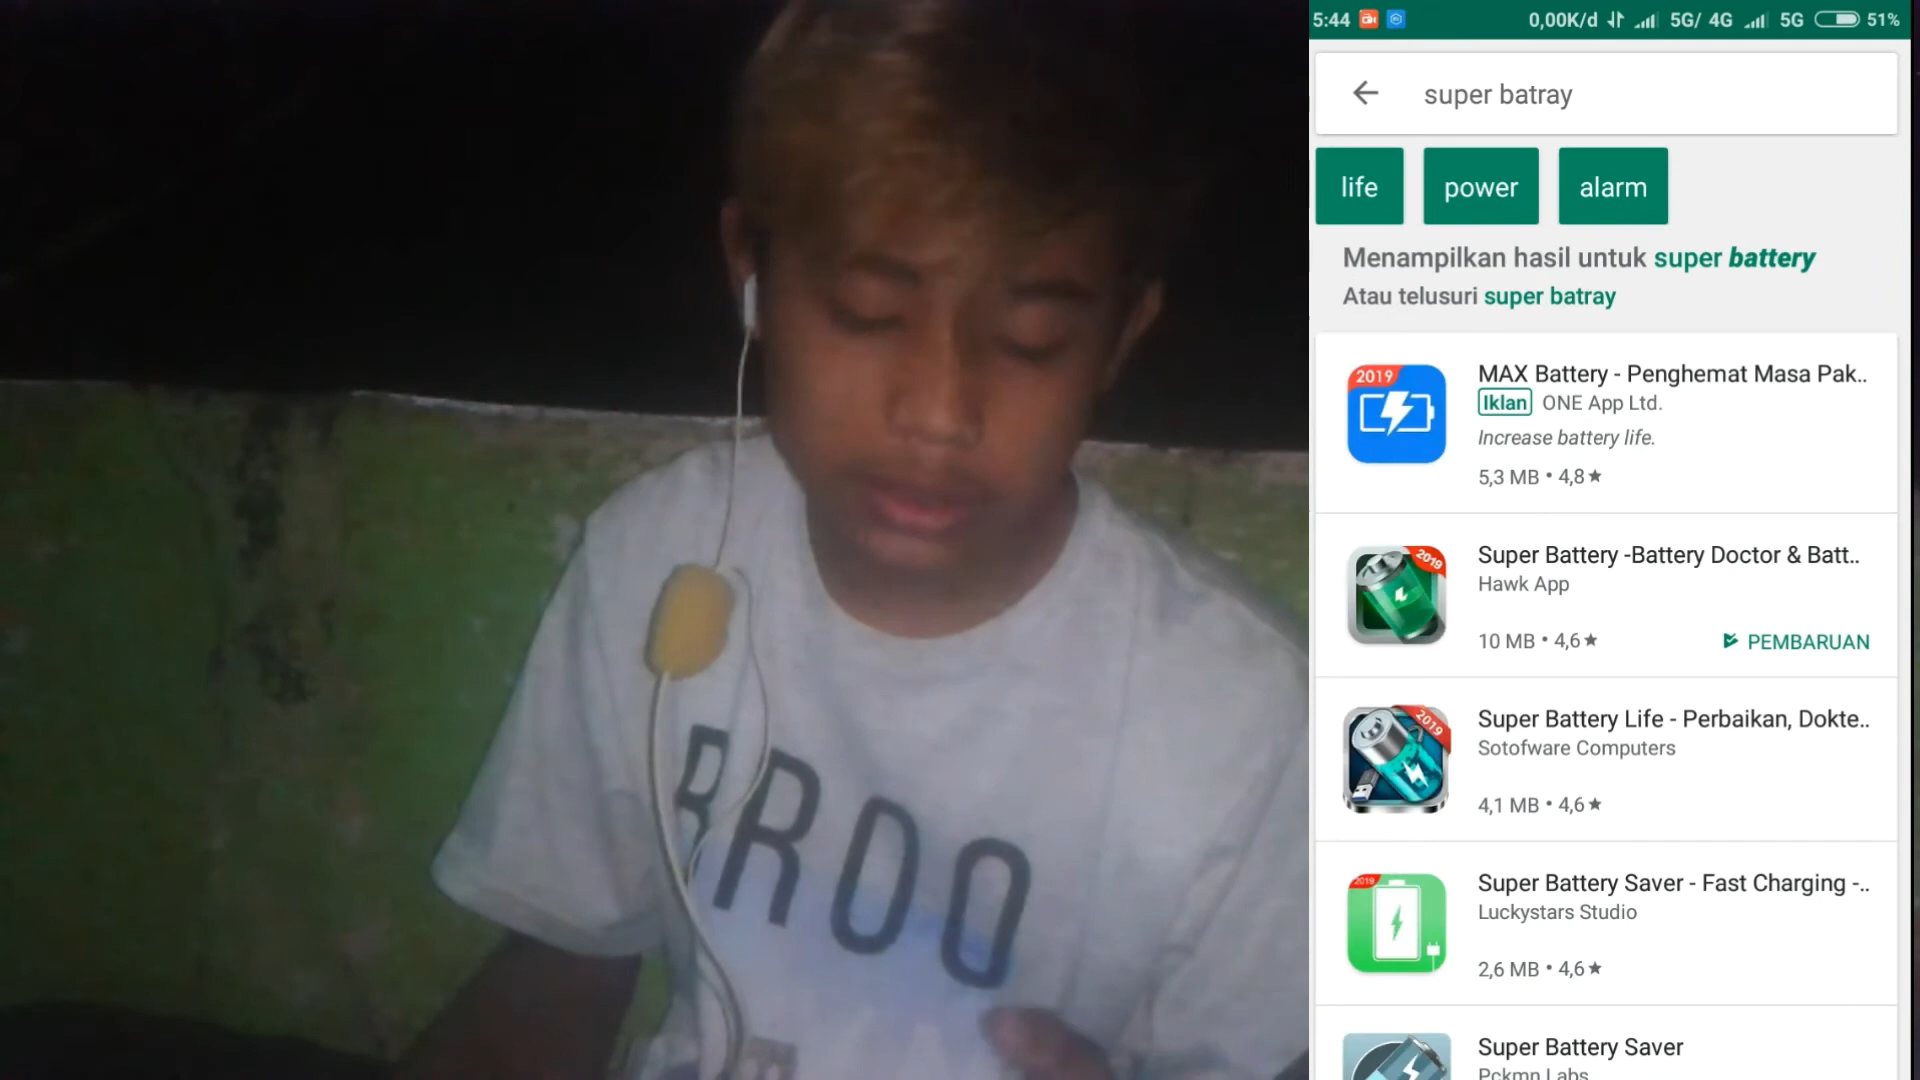 5:44 0,00K/d 5G/ 4G 5G 51%
super batray
life power alarm
Menampilkan hasil untuk super battery
Atau telusuri super batray
2019
MAX Battery - Penghemat Masa Pak..
Iklan ONE App Ltd.
Increase battery life.
5,3 MB • 4,8★
2019
Super Battery -Battery Doctor & Batt..
Hawk App
10 MB • 4,6★ PEMBARUAN
2019
Super Battery Life - Perbaikan, Dokte..
Sotofware Computers
4,1 MB • 4,6★
2019
Super Battery Saver - Fast Charging -..
Luckystars Studio
2,6 MB • 4,6★
Super Battery Saver
Pckmn Labs
BROO